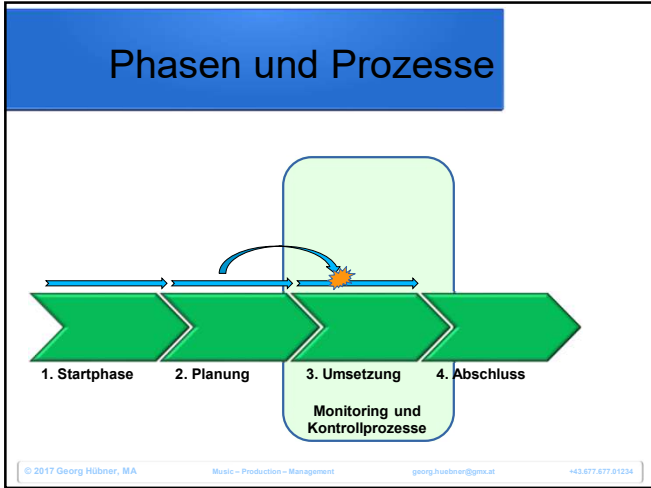 Phasen und Prozesse
1. Startphase 2. Planung 3. Umsetzung 4. Abschluss
Monitoring und
Kontrollprozesse
© 2017 Georg Hübner, MA Music – Production – Management georg.huebner@gmx.at +43.677.677.01234